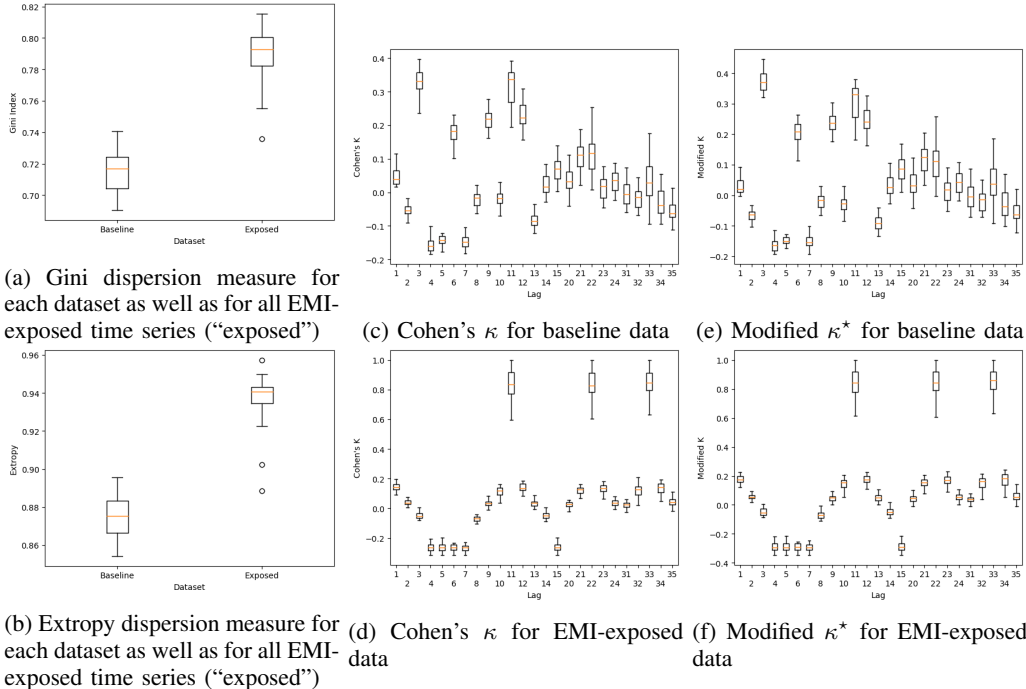 0.82
0.80
0.78
0.76
0.74
0.72
0.70
Gini Index
Baseline
Exposed
Dataset
(a) Gini dispersion measure for
each dataset as well as for all EMI-
exposed time series (“exposed”)
0.96
0.94
0.92
0.90
0.88
0.86
Extropy
Baseline
Exposed
Dataset
(b) Extropy dispersion measure for
each dataset as well as for all EMI-
exposed time series (“exposed”)
0.4
0.3
0.2
0.1
0.0
−0.1
−0.2
Cohen's K
1 3 5 7 9 11 13 15 21 23 31 33 35
2 4 6 8 10 12 14 20 22 24 32 34
Lag
(c) Cohen’s κ for baseline data
1.0
0.8
0.6
0.4
0.2
0.0
−0.2
Cohen's K
1 3 5 7 9 11 13 15 21 23 31 33 35
2 4 6 8 10 12 14 20 22 24 32 34
Lag
(d) Cohen’s κ for EMI-exposed
data
0.4
0.3
0.2
0.1
0.0
−0.1
−0.2
Modified K
1 3 5 7 9 11 13 15 21 23 31 33 35
2 4 6 8 10 12 14 20 22 24 32 34
Lag
(e) Modified κ⋆ for baseline data
1.0
0.8
0.6
0.4
0.2
0.0
−0.2
−0.4
Modified K
1 3 5 7 9 11 13 15 21 23 31 33 35
2 4 6 8 10 12 14 20 22 24 32 34
Lag
(f) Modified κ⋆ for EMI-exposed
data